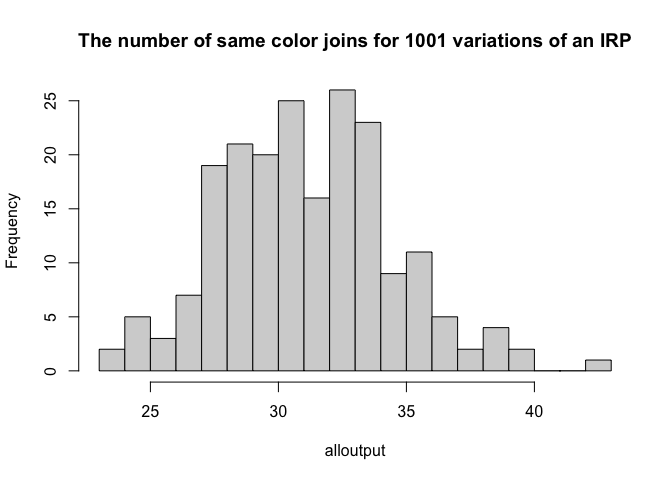 The number of same color joins for 1001 variations of an IRP
Frequency
25
20
15
10
5
0
25 30 35 40
alloutput